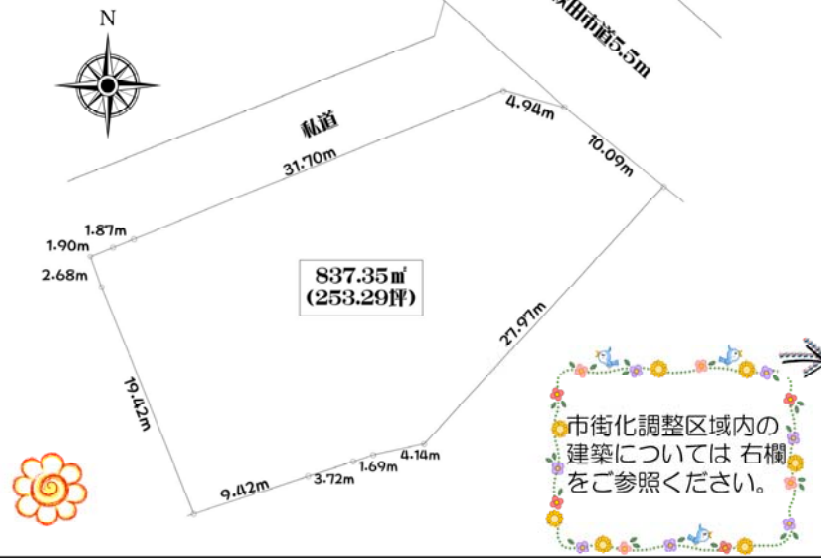 N
田市道5.5m
4.94m
私道
10.09m
31.70m
1.87m
1.90m
2.68m
837.35㎡
(253.29坪)
27.97m
19.42m
市街化調整区域内の
建築については 右欄
をご参照ください。
4.14m
1.69m
3.72m
9.42m